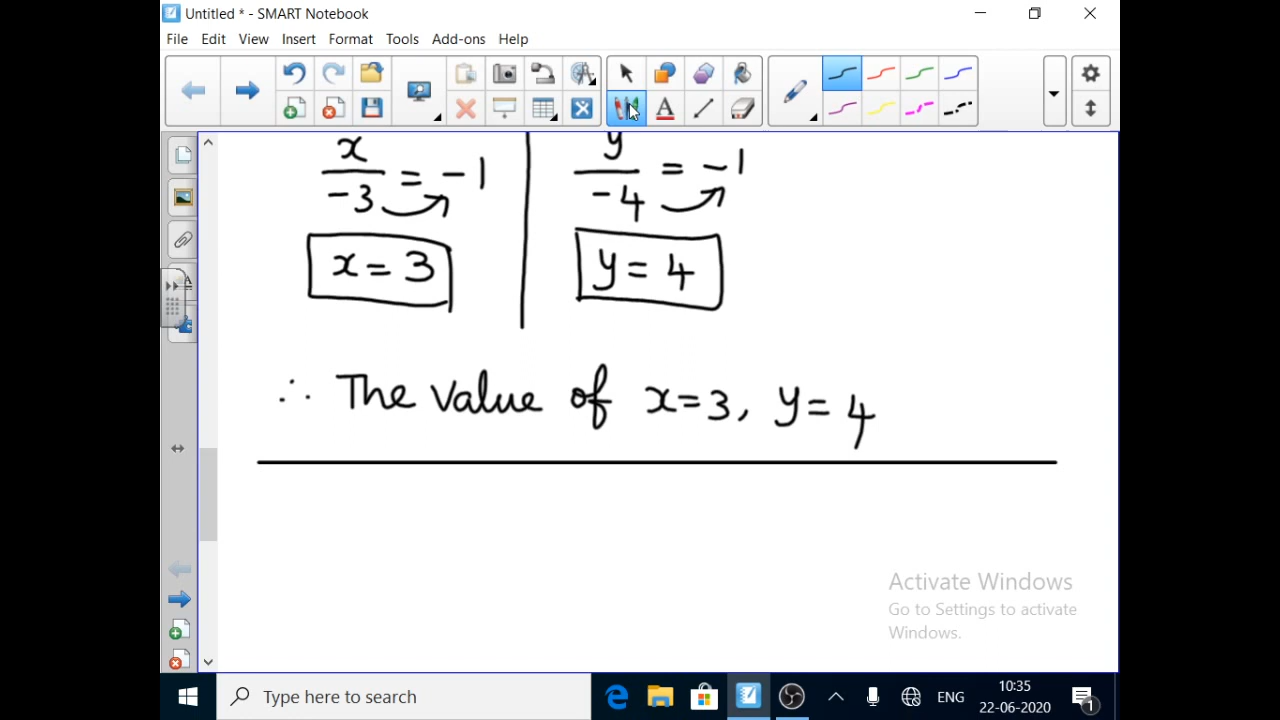 Untitled * - SMART Notebook
File Edit View Insert Format Tools Add-ons Help
x/-3 = -1
y/-4 = -1
x = 3
y = 4
∴ The Value of x=3, y=4
Activate Windows
Go to Settings to activate
Windows.
Type here to search
ENG
10:35
22-06-2020
1